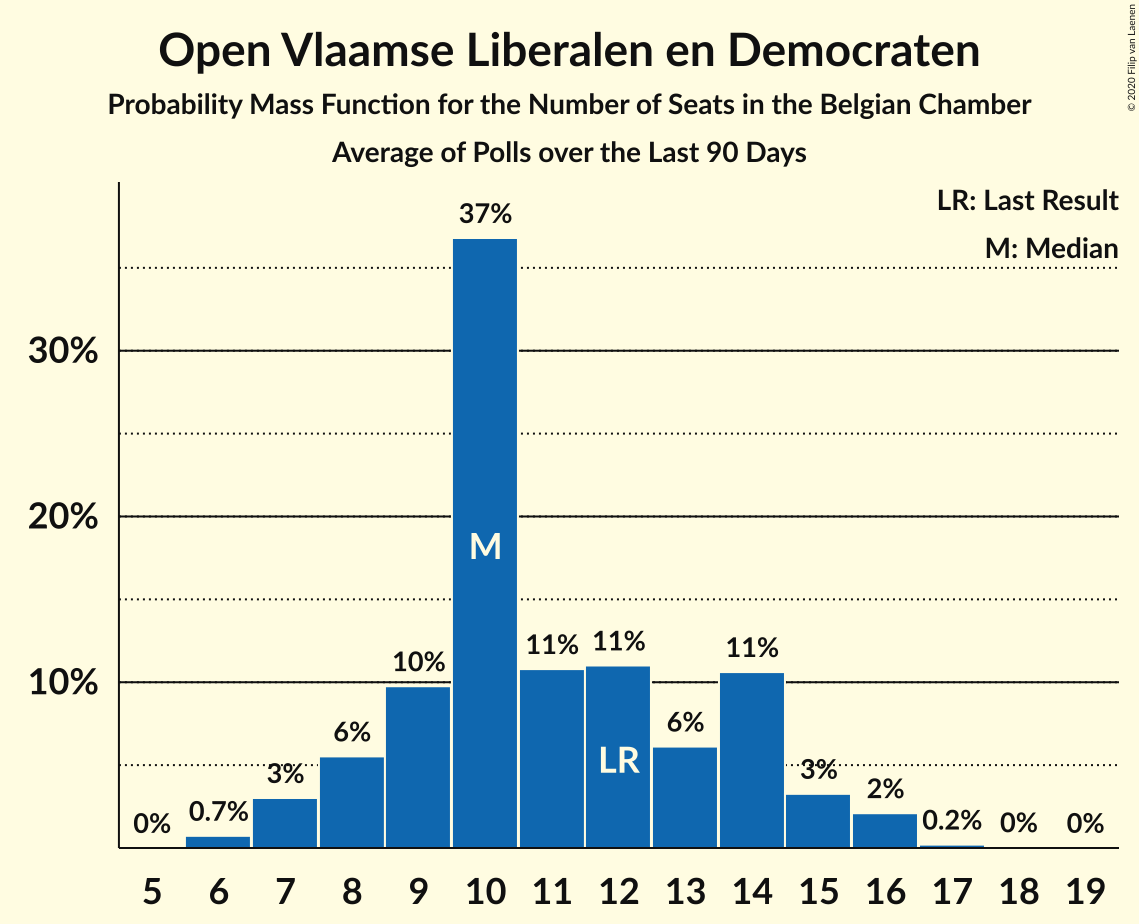 Open Vlaamse Liberalen en Democraten
Probability Mass Function for the Number of Seats in the Belgian Chamber
Average of Polls over the Last 90 Days
© 2020 Filip van Laenen
LR: Last Result
M: Median
30%
20%
10%
0%
0.7%
3%
6%
10%
37%
11%
11%
6%
11%
3%
2%
0.2%
0%
0%
M
LR
5 6 7 8 9 10 11 12 13 14 15 16 17 18 19